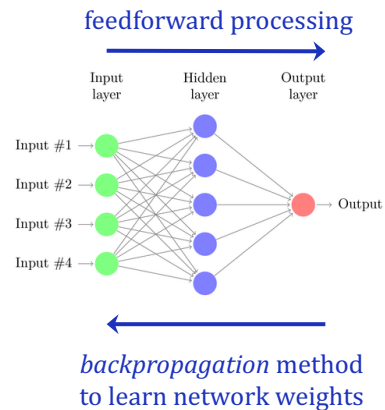 feedforward processing
Input Hidden Output
layer layer layer
Input #1
Input #2
Input #3
Input #4
Output
backpropagation method
to learn network weights